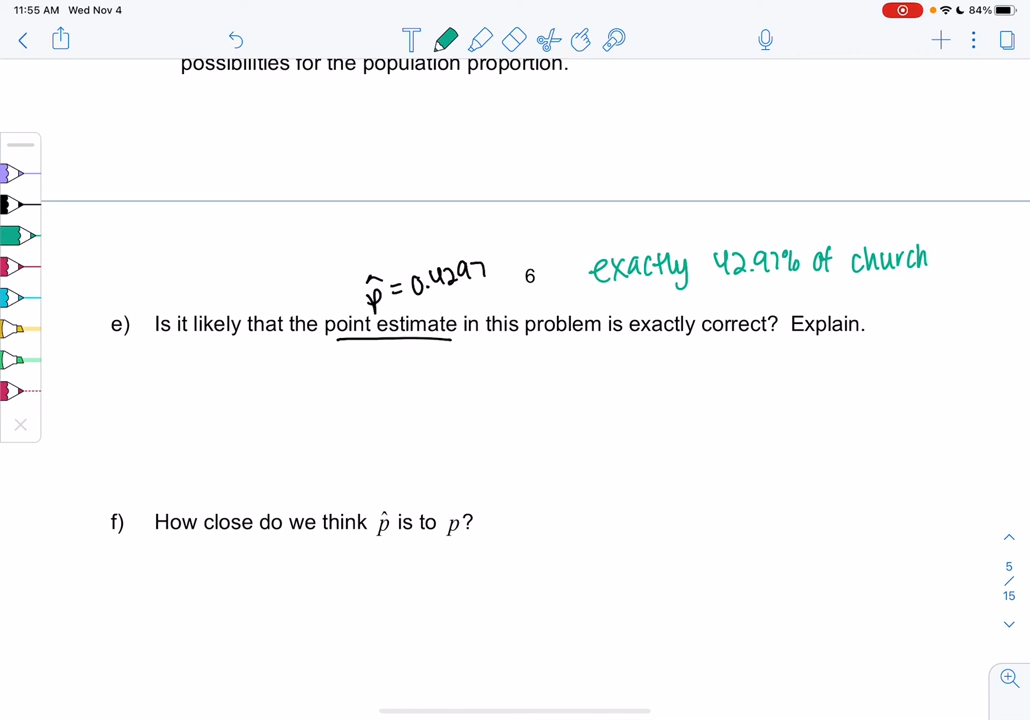 11:55 AM Wed Nov 4
84%
T
possibilities for the population proportion.
p̂ = 0.4297
6
exactly 42.97% of church
e) Is it likely that the point estimate in this problem is exactly correct? Explain.
f) How close do we think p̂ is to p?
5
/
15